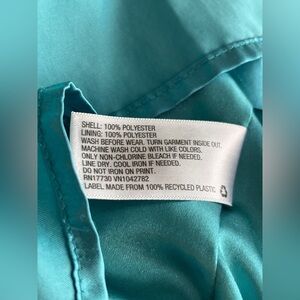 SHELL: 100% POLYESTER
LINING: 100% POLYESTER
WASH BEFORE WEAR. TURN GARMENT INSIDE OUT.
MACHINE WASH COLD WITH LIKE COLORS.
ONLY NON-CHLORINE BLEACH IF NEEDED.
LINE DRY. COOL IRON IF NEEDED.
DO NOT IRON ON PRINT.
RN17730 VN1042782
LABEL MADE FROM 100% RECYCLED PLASTIC